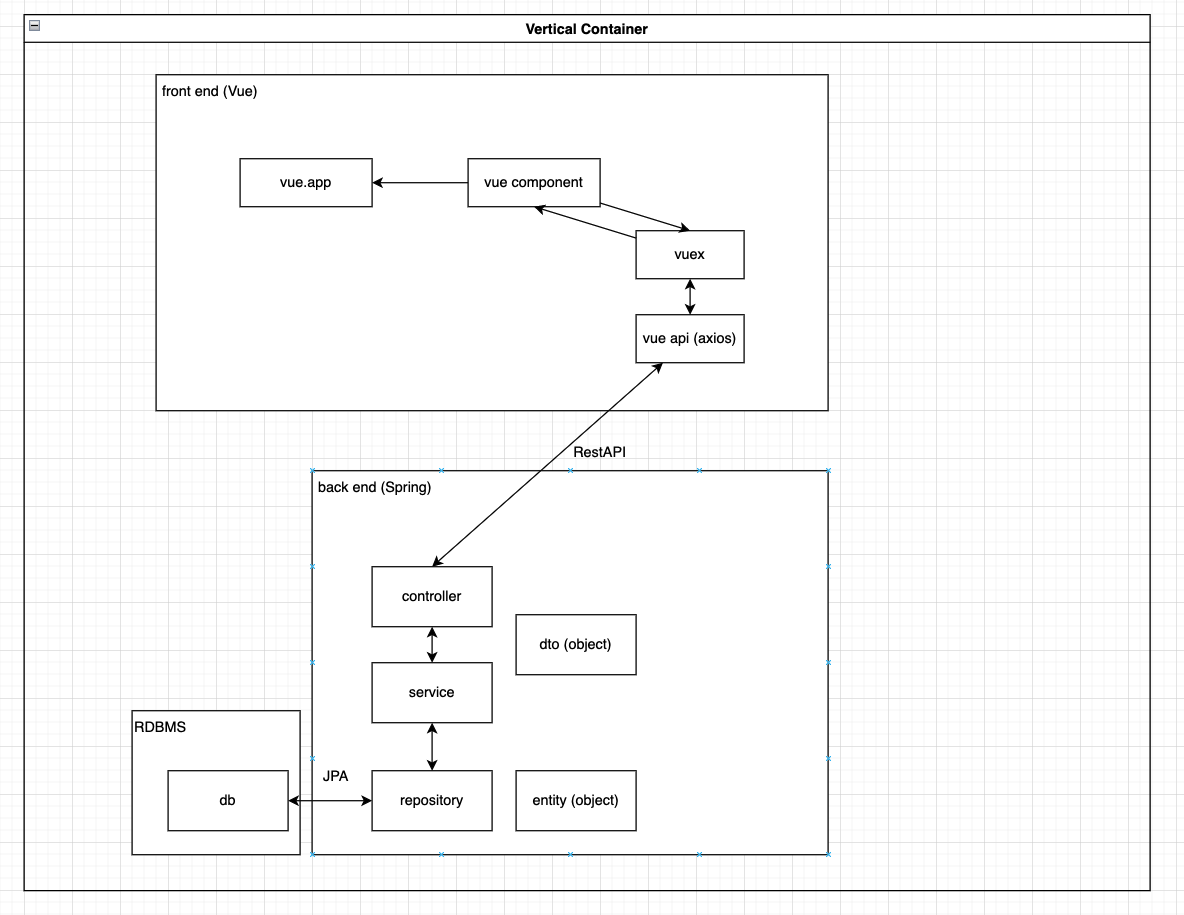 Vertical Container
front end (Vue)
vue.app
vue component
vuex
vue api (axios)
RestAPI
back end (Spring)
controller
dto (object)
service
RDBMS
JPA
db
repository
entity (object)